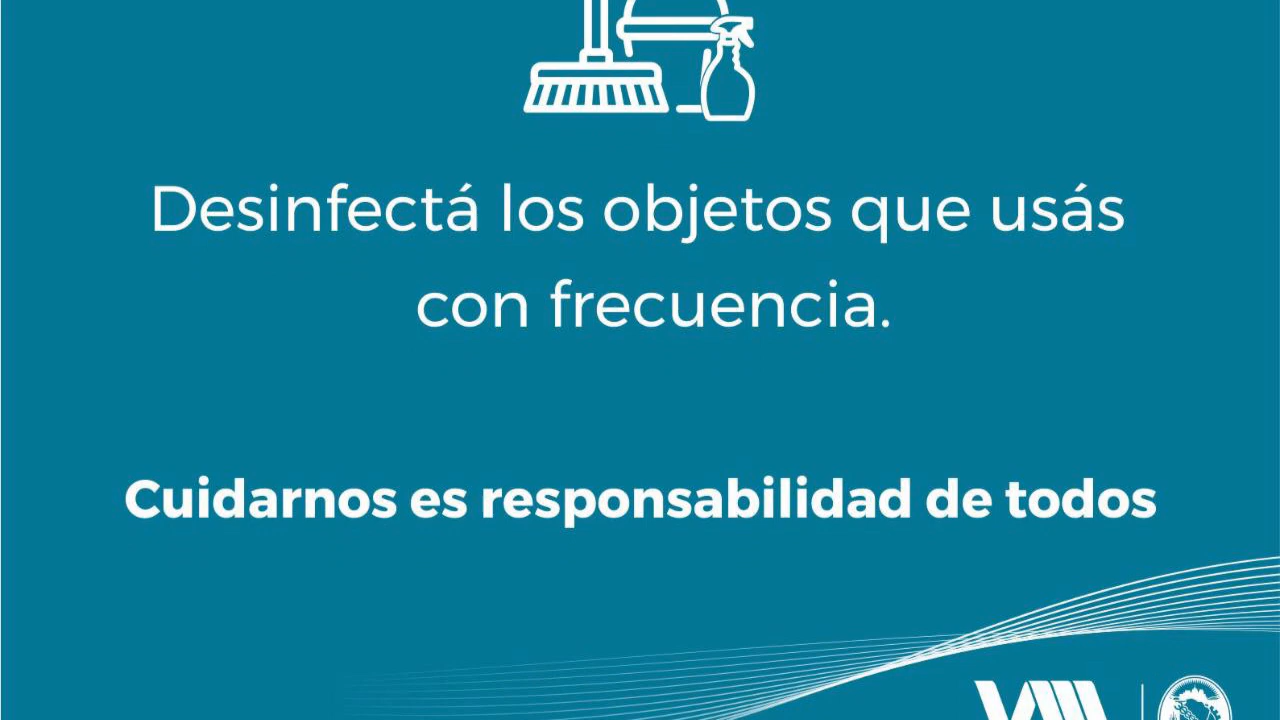 Desinfectá los objetos que usás
con frecuencia.
Cuidarnos es responsabilidad de todos